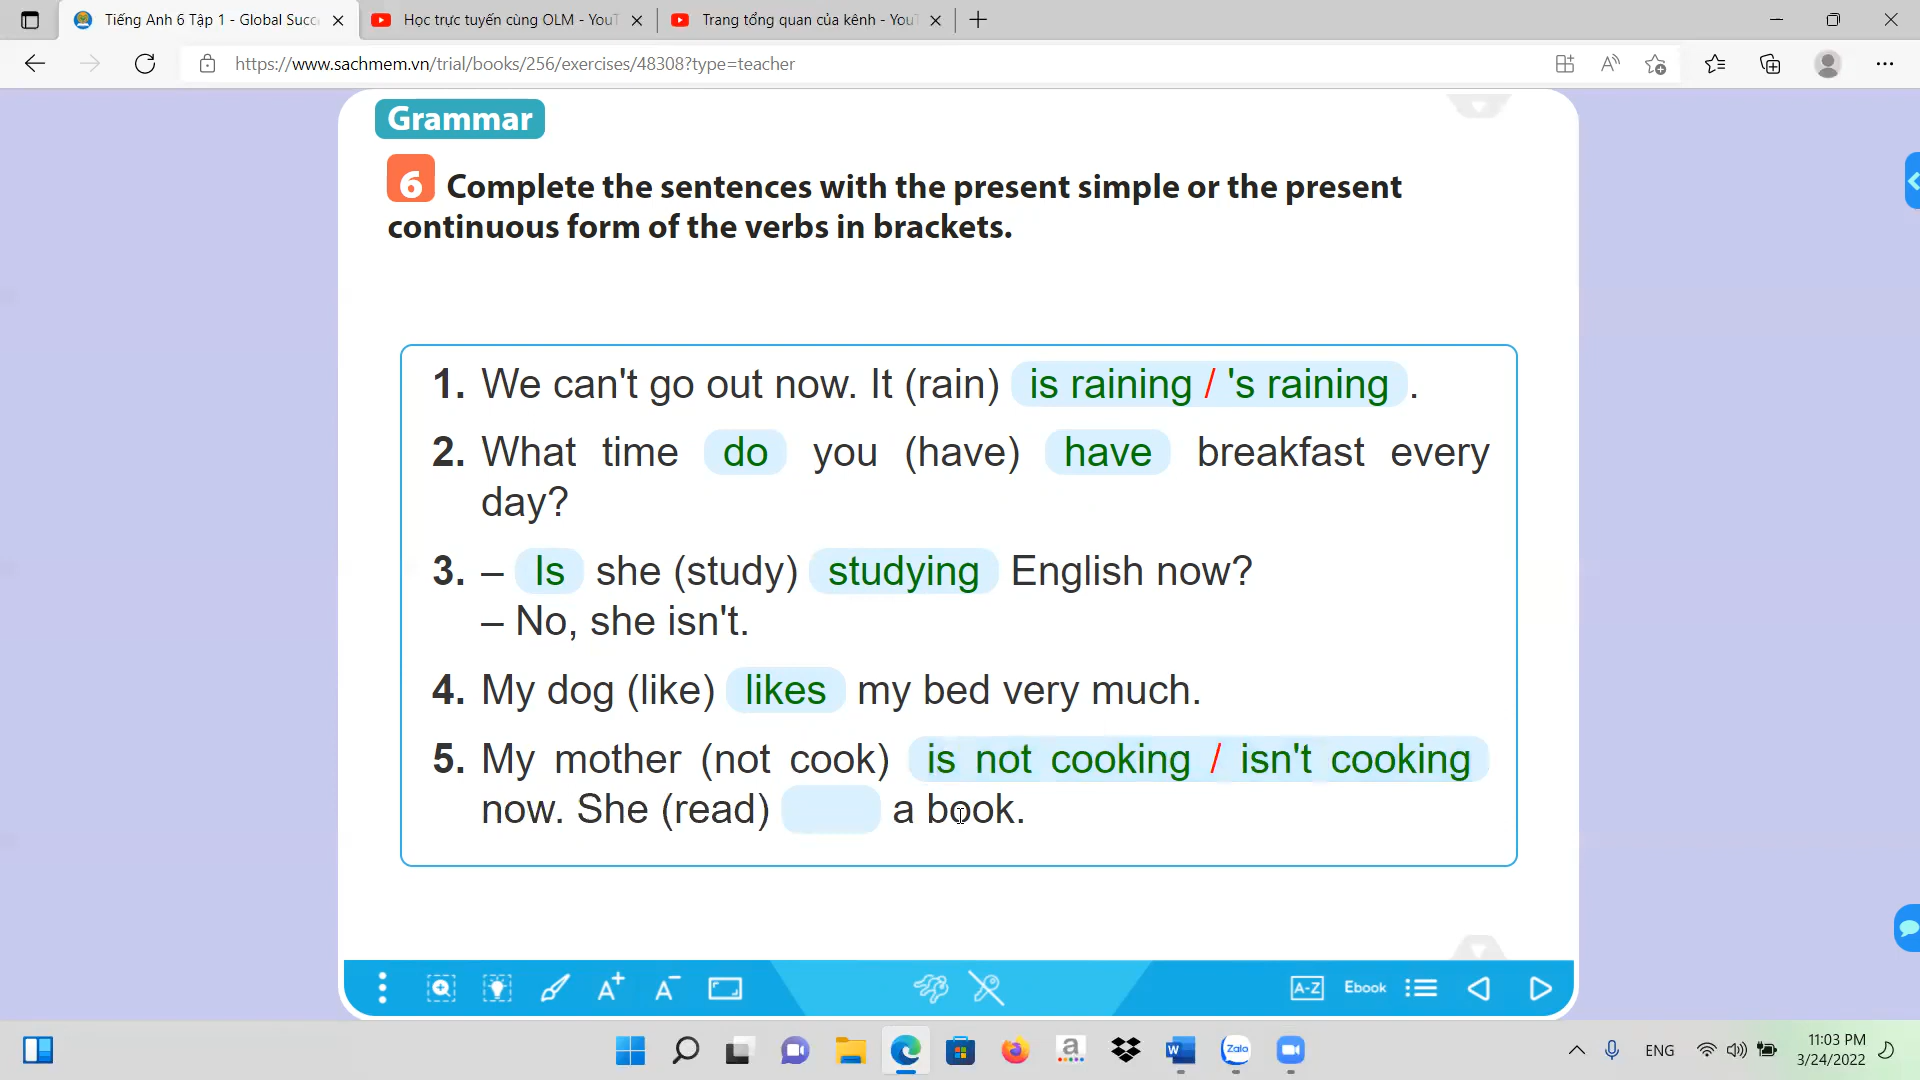 Tiếng Anh 6 Tập 1 - Global Succ
Học trực tuyến cùng OLM - YouT
Trang tổng quan của kênh - You
https://www.sachmem.vn/trial/books/256/exercises/48308?type=teacher
Grammar
6 Complete the sentences with the present simple or the present
continuous form of the verbs in brackets.
1. We can't go out now. It (rain) is raining / 's raining .
2. What time do you (have) have breakfast every
day?
3. – Is she (study) studying English now?
– No, she isn't.
4. My dog (like) likes my bed very much.
5. My mother (not cook) is not cooking / isn't cooking
now. She (read) a book.
A+ A- A-Z Ebook
a W Zalo ENG 11:03 PM
3/24/2022